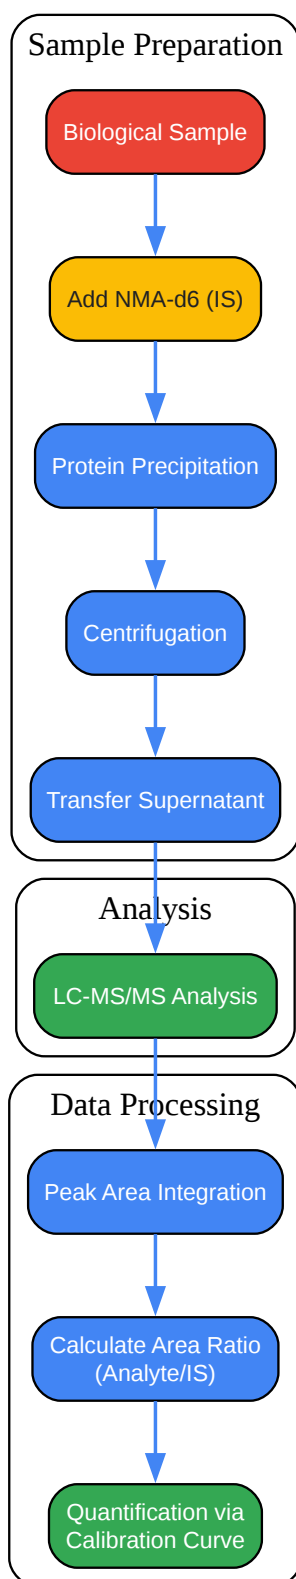 Sample Preparation
Biological Sample
Add NMA-d6 (IS)
Protein Precipitation
Centrifugation
Transfer Supernatant
Analysis
LC-MS/MS Analysis
Data Processing
Peak Area Integration
Calculate Area Ratio
(Analyte/IS)
Quantification via
Calibration Curve